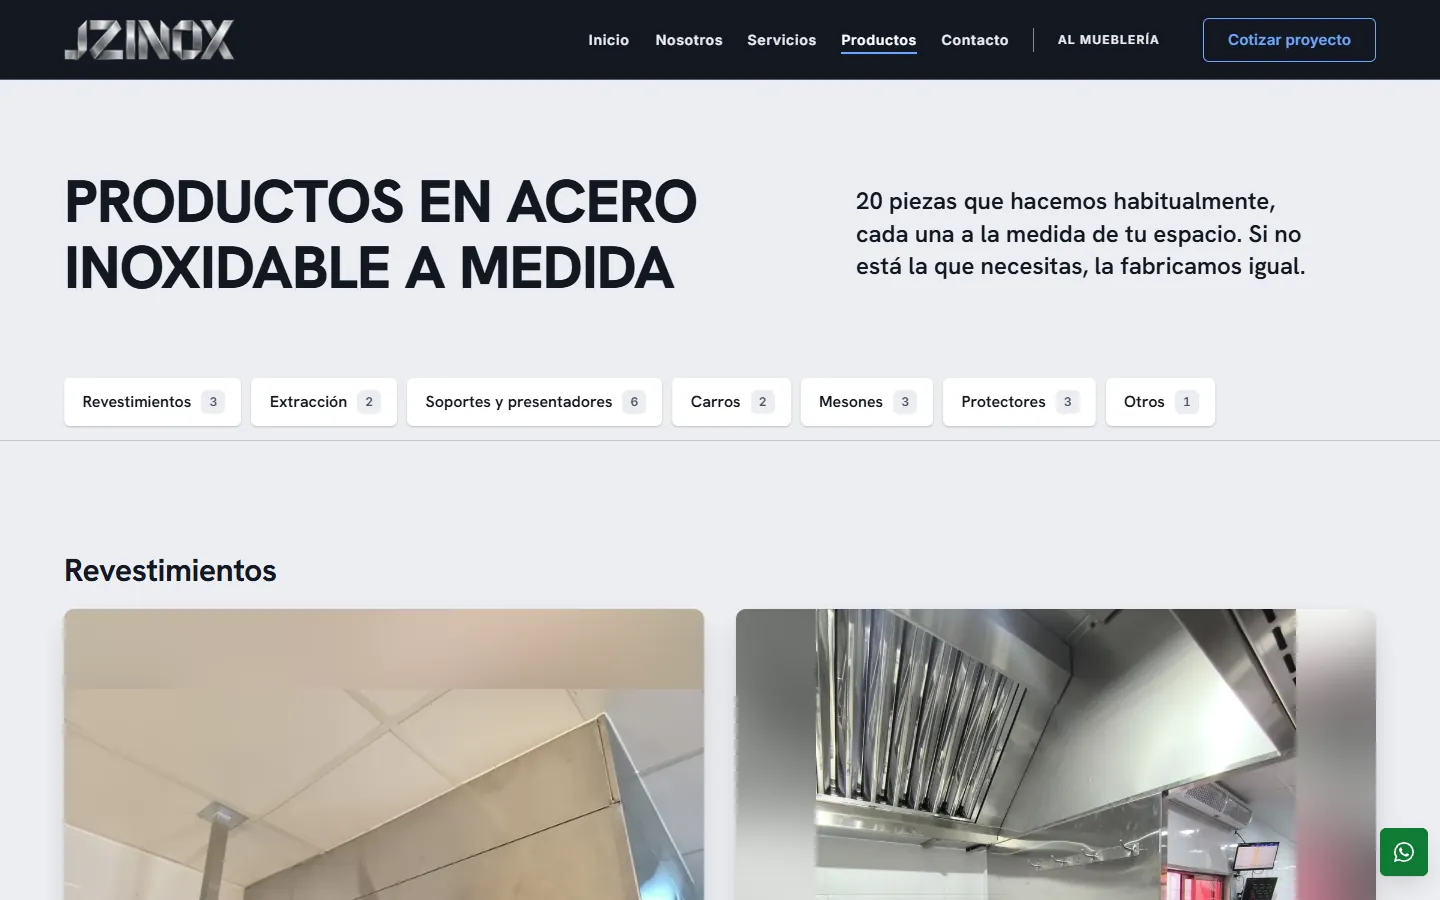 JZINOX
Inicio
Nosotros
Servicios
Productos
Contacto
AL MUEBLERÍA
Cotizar proyecto
PRODUCTOS EN ACERO
INOXIDABLE A MEDIDA
20 piezas que hacemos habitualmente,
cada una a la medida de tu espacio. Si no
está la que necesitas, la fabricamos igual.
Revestimientos 3
Extracción 2
Soportes y presentadores 6
Carros 2
Mesones 3
Protectores 3
Otros 1
Revestimientos